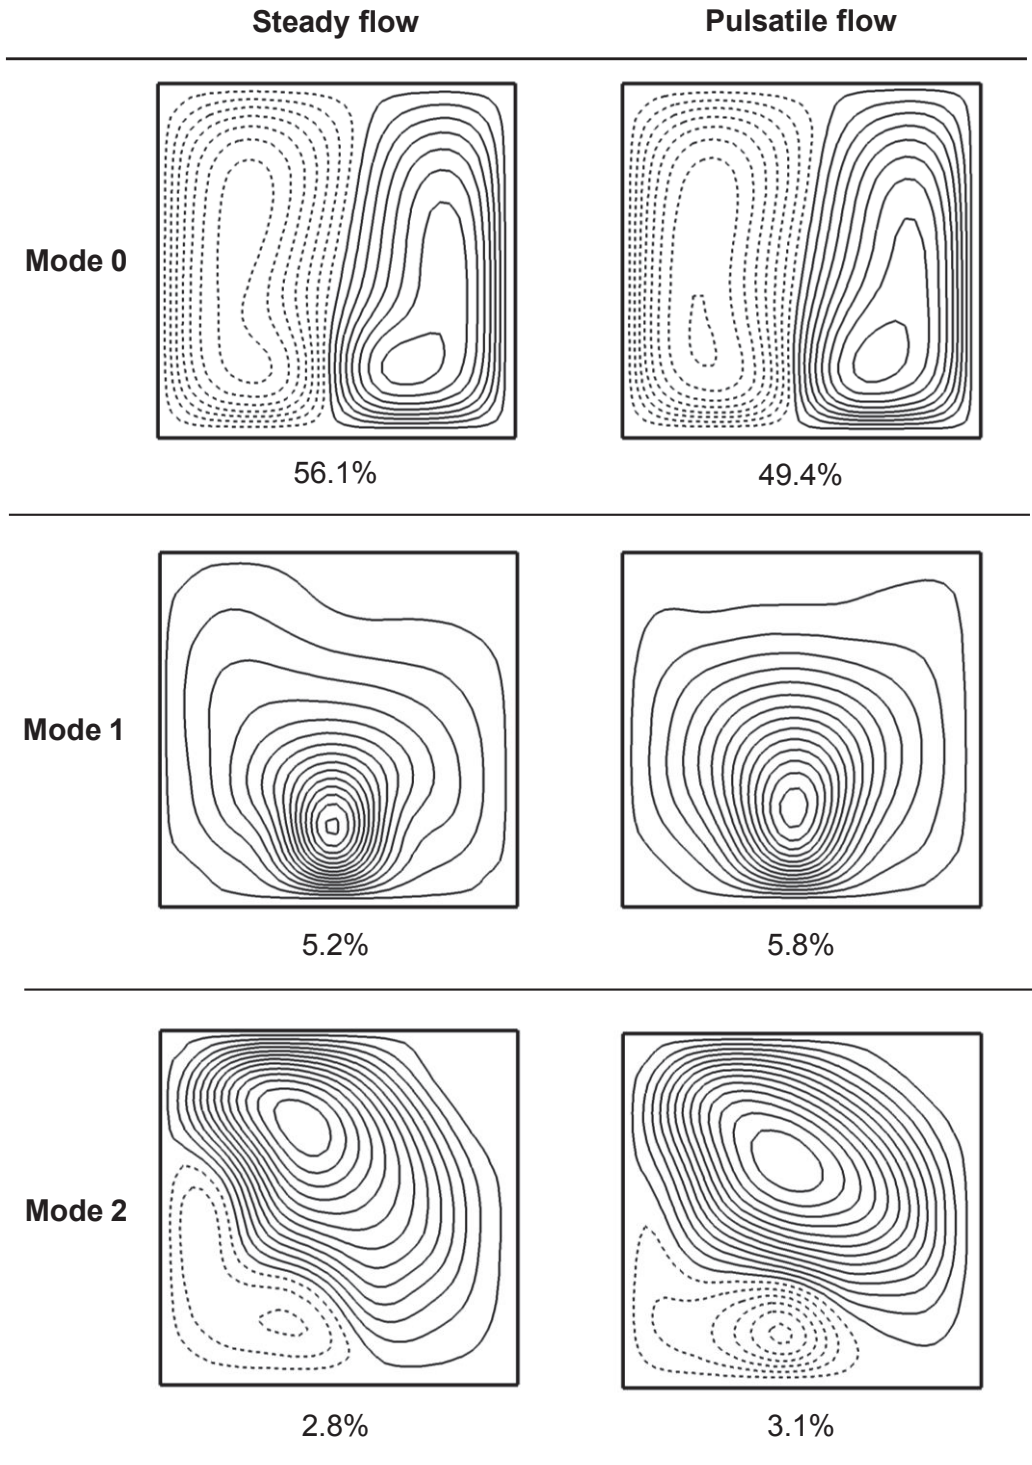 Steady flow Pulsatile flow
Mode 0
56.1% 49.4%
Mode 1
5.2% 5.8%
Mode 2
2.8% 3.1%